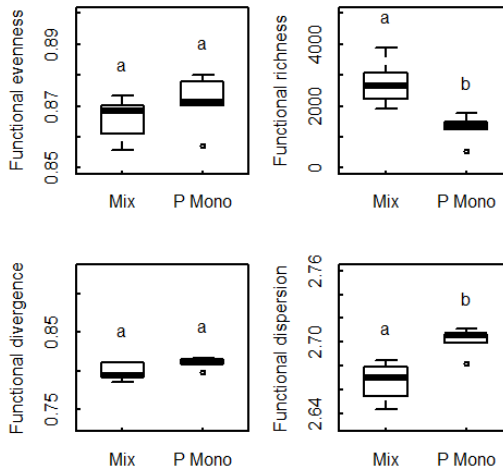 Functional evenness
0.89
0.87
0.85
a
a
Mix
P Mono
Functional richness
4000
2000
0
a
b
Mix
P Mono
Functional divergence
0.85
0.75
a
a
Mix
P Mono
Functional dispersion
2.76
2.70
2.64
a
b
Mix
P Mono